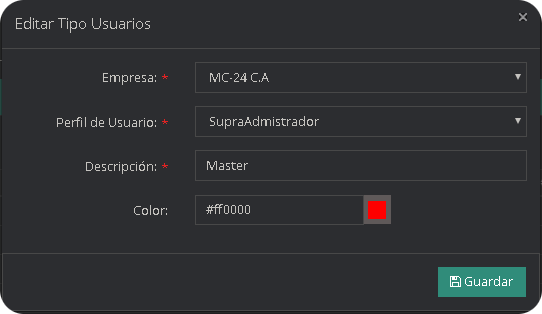 Editar Tipo Usuarios ×
Empresa: * MC-24 C.A
Perfil de Usuario: * SupraAdmistrador
Descripción: * Master
Color: #ff0000
Guardar